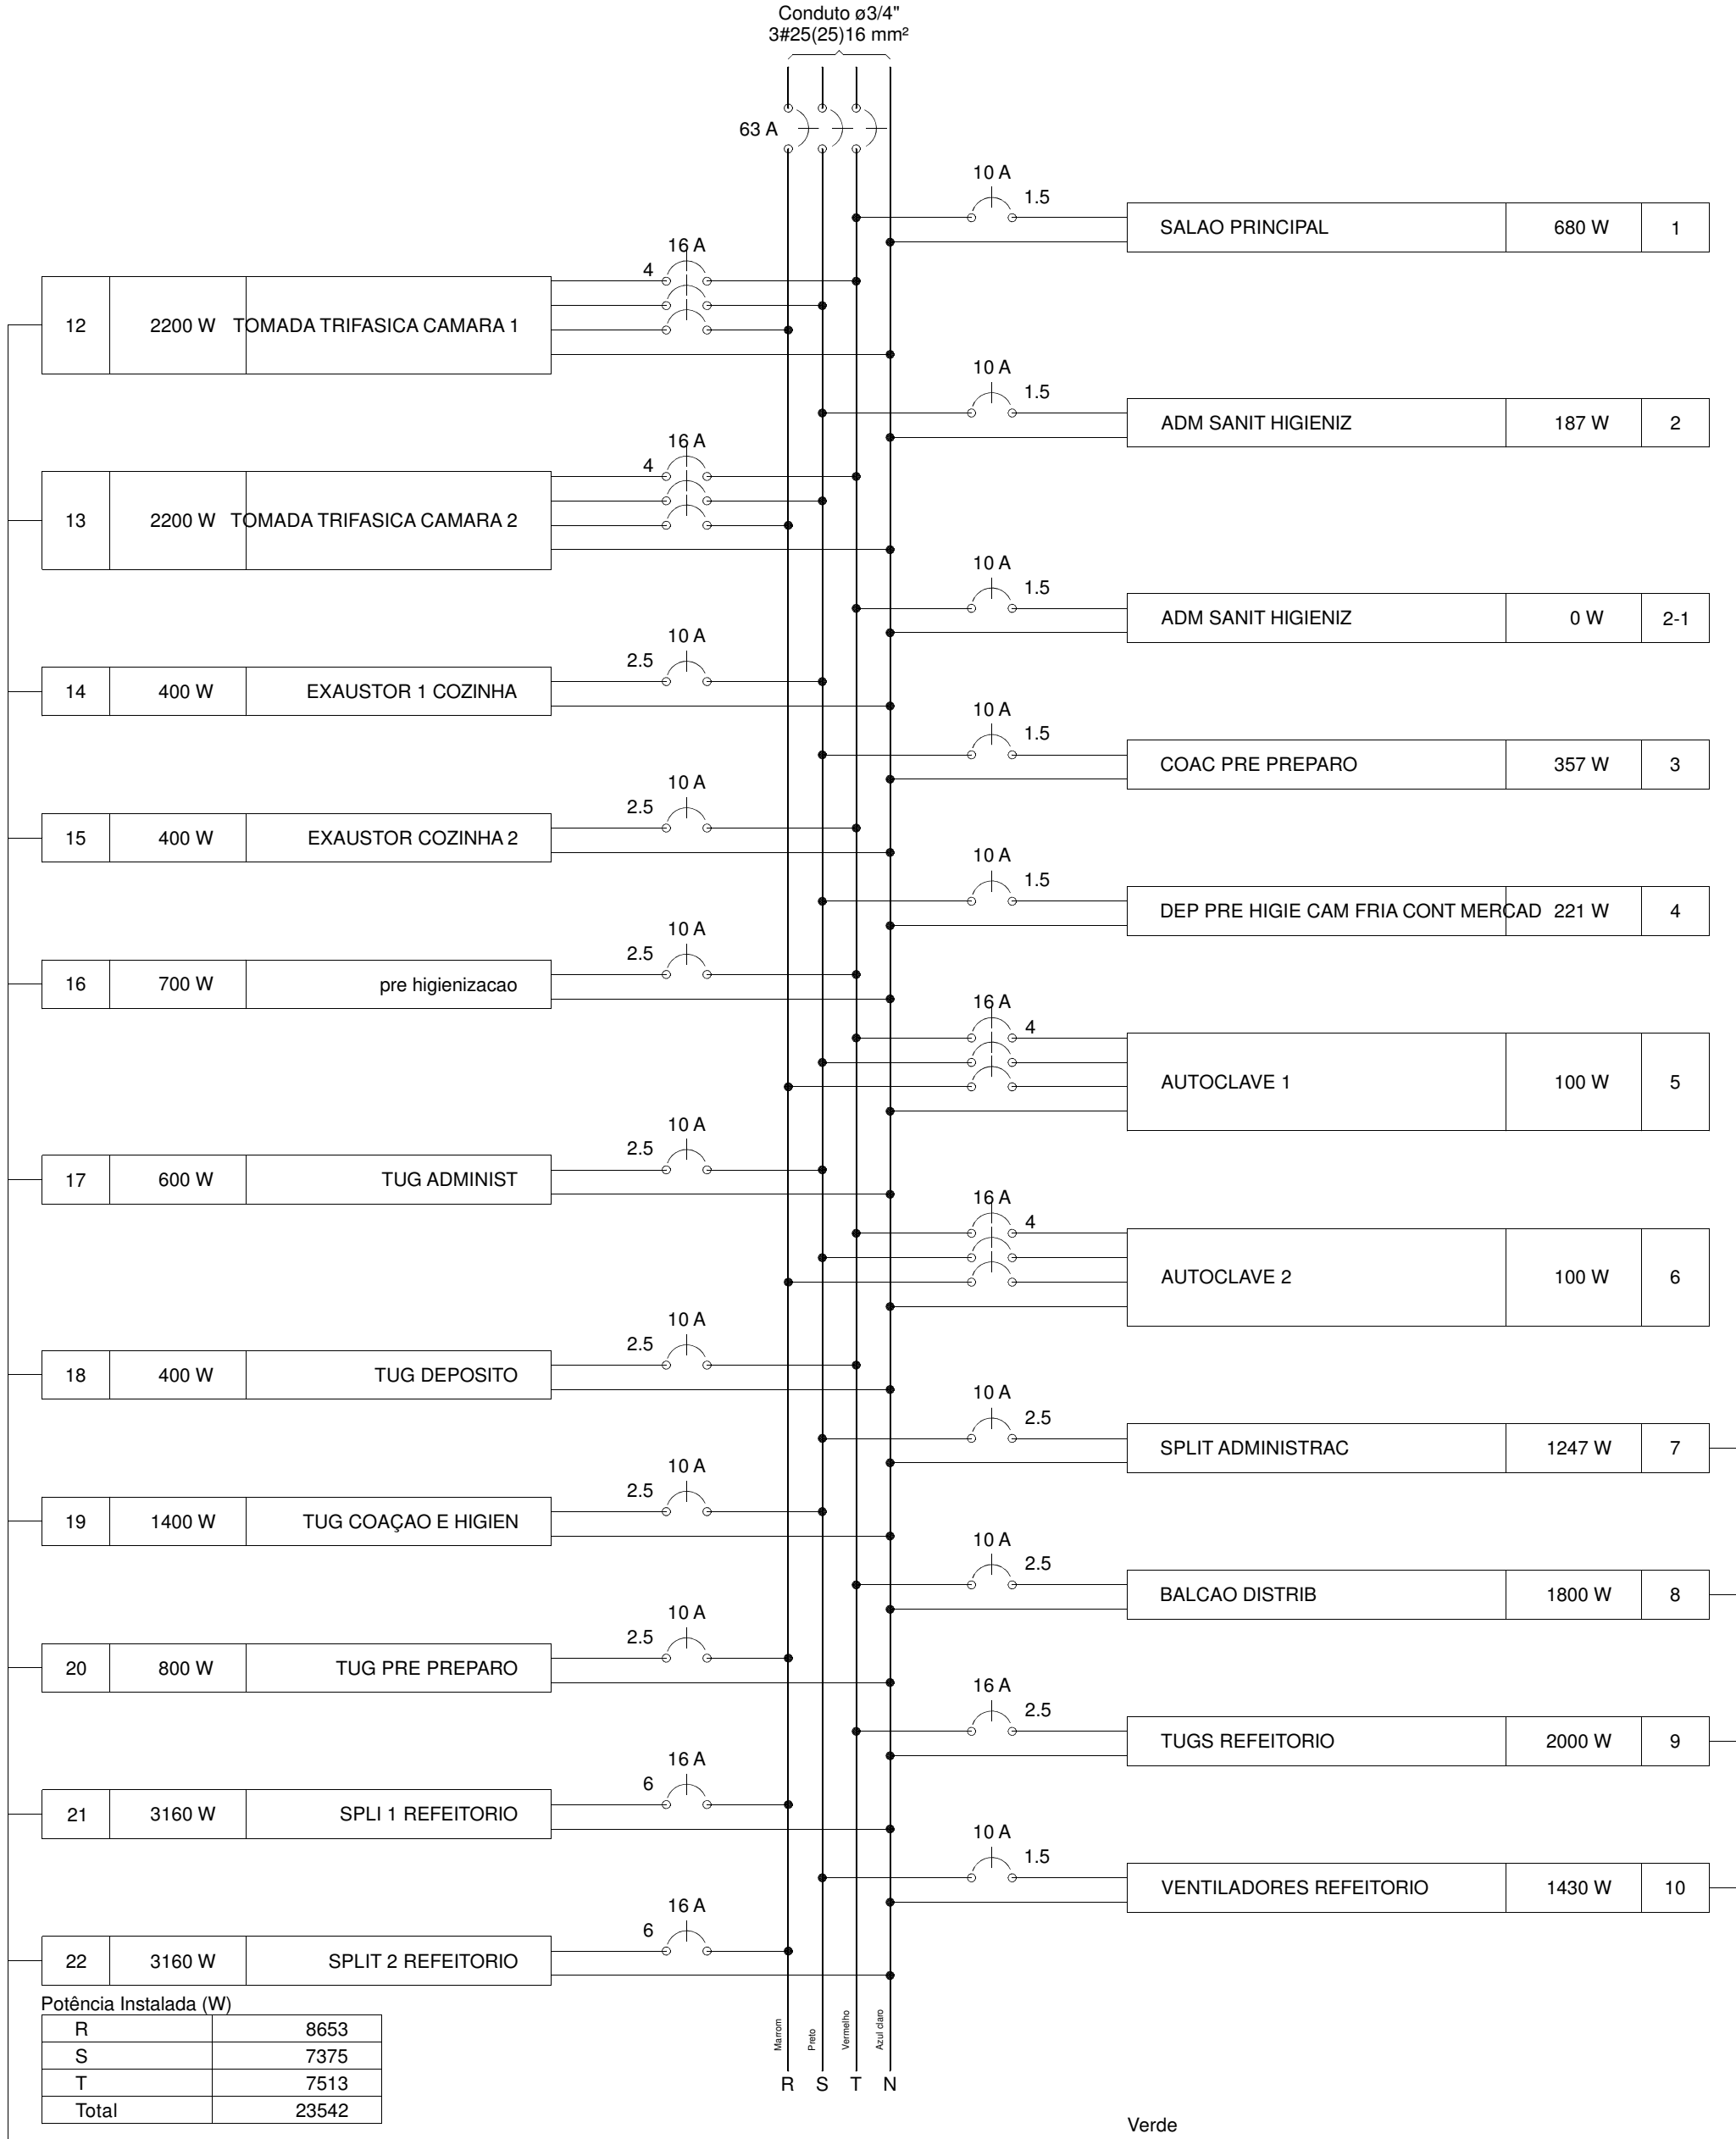 Conduto ø3/4"
3#25(25)16 mm²
63 A
10 A
1.5
SALAO PRINCIPAL 680 W 1
16 A
4
12 2200 W TOMADA TRIFASICA CAMARA 1
10 A
1.5
ADM SANIT HIGIENIZ 187 W 2
16 A
4
13 2200 W TOMADA TRIFASICA CAMARA 2
10 A
1.5
ADM SANIT HIGIENIZ 0 W 2-1
10 A
2.5
14 400 W EXAUSTOR 1 COZINHA
10 A
1.5
COAC PRE PREPARO 357 W 3
10 A
2.5
15 400 W EXAUSTOR COZINHA 2
10 A
1.5
DEP PRE HIGIE CAM FRIA CONT MERCAD 221 W 4
10 A
2.5
16 700 W pre higienizacao
16 A
4
AUTOCLAVE 1 100 W 5
10 A
2.5
17 600 W TUG ADMINIST
16 A
4
AUTOCLAVE 2 100 W 6
10 A
2.5
18 400 W TUG DEPOSITO
10 A
2.5
SPLIT ADMINISTRAC 1247 W 7
10 A
2.5
19 1400 W TUG COAÇAO E HIGIEN
10 A
2.5
BALCAO DISTRIB 1800 W 8
10 A
2.5
20 800 W TUG PRE PREPARO
16 A
2.5
TUGS REFEITORIO 2000 W 9
16 A
6
21 3160 W SPLI 1 REFEITORIO
10 A
1.5
VENTILADORES REFEITORIO 1430 W 10
16 A
6
22 3160 W SPLIT 2 REFEITORIO
Potência Instalada (W)
R 8653
S 7375
T 7513
Total 23542
Marrom
Preto
Vermelho
Azul claro
R S T N
Verde